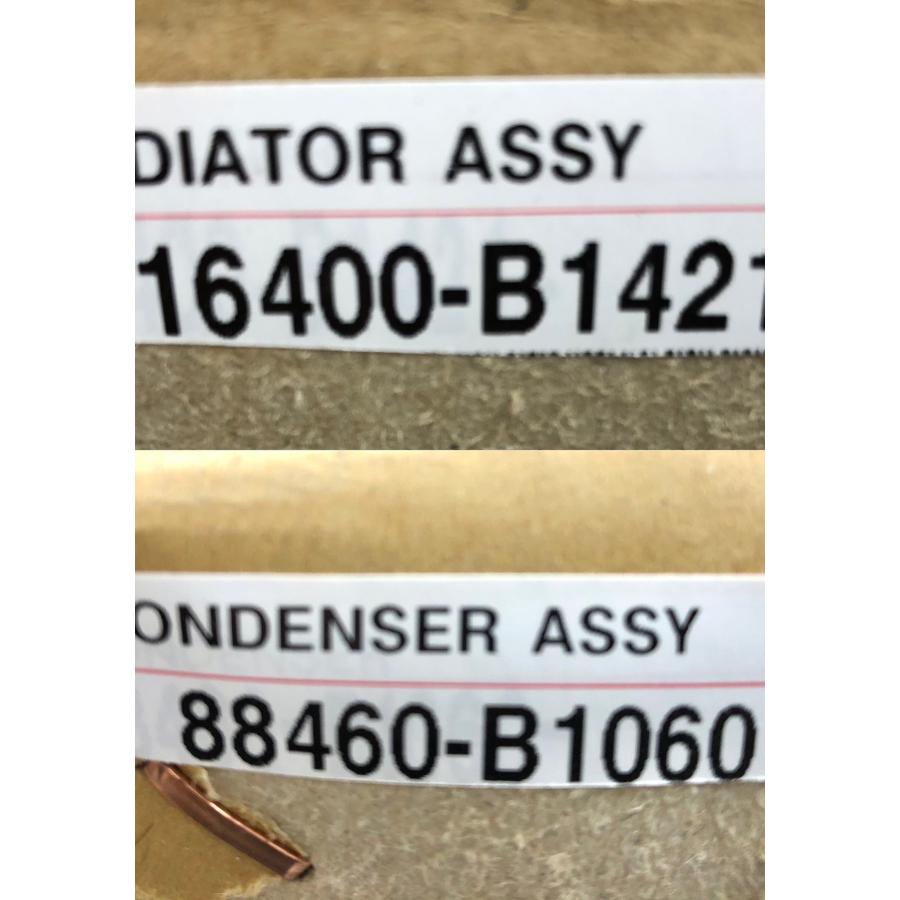 DIATOR ASSY
16400-B1421
ONDENSER ASSY
88460-B1060